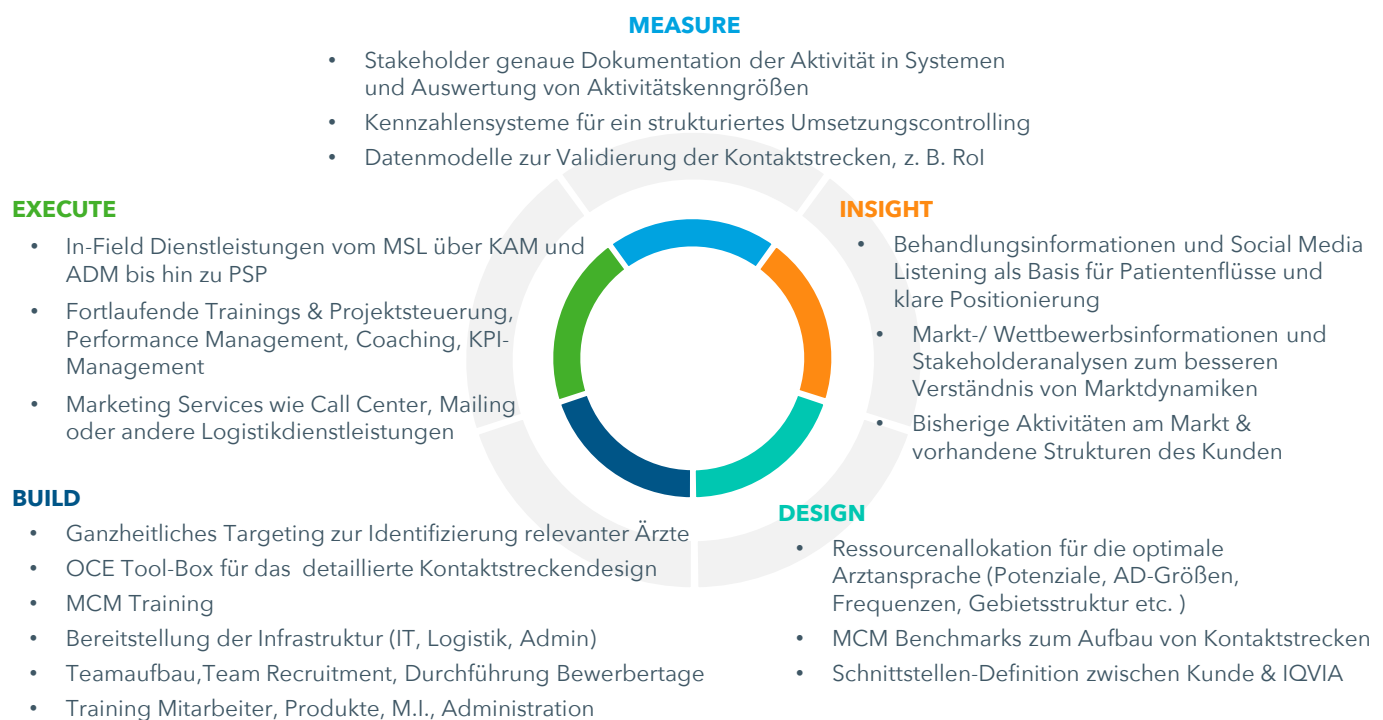 MEASURE
• Stakeholder genaue Dokumentation der Aktivität in Systemen
und Auswertung von Aktivitätskenngrößen
• Kennzahlensysteme für ein strukturiertes Umsetzungscontrolling
• Datenmodelle zur Validierung der Kontaktstrecken, z. B. RoI
EXECUTE
• In-Field Dienstleistungen vom MSL über KAM und
ADM bis hin zu PSP
• Fortlaufende Trainings & Projektsteuerung,
Performance Management, Coaching, KPI-
Management
• Marketing Services wie Call Center, Mailing
oder andere Logistikdienstleistungen
INSIGHT
• Behandlungsinformationen und Social Media
Listening als Basis für Patientenflüsse und
klare Positionierung
• Markt-/ Wettbewerbsinformationen und
Stakeholderanalysen zum besseren
Verständnis von Marktdynamiken
• Bisherige Aktivitäten am Markt &
vorhandene Strukturen des Kunden
BUILD
• Ganzheitliches Targeting zur Identifizierung relevanter Ärzte
• OCE Tool-Box für das  detaillierte Kontaktstreckendesign
• MCM Training
• Bereitstellung der Infrastruktur (IT, Logistik, Admin)
• Teamaufbau,Team Recruitment, Durchführung Bewerbertage
• Training Mitarbeiter, Produkte, M.I., Administration
DESIGN
• Ressourcenallokation für die optimale
Arztansprache (Potenziale, AD-Größen,
Frequenzen, Gebietsstruktur etc. )
• MCM Benchmarks zum Aufbau von Kontaktstrecken
• Schnittstellen-Definition zwischen Kunde & IQVIA